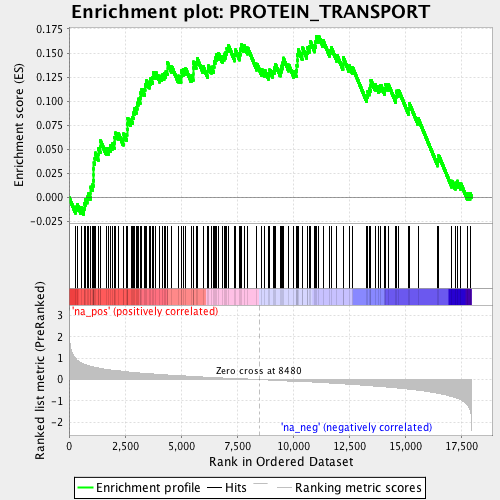 Enrichment plot: PROTEIN_TRANSPORT
Enrichment score (ES)
0.175
0.150
0.125
0.100
0.075
0.050
0.025
0.000
-0.025
Ranked list metric (PreRanked)
3
2
1
0
-1
-2
'na_pos' (positively correlated)
Zero cross at 8480
'na_neg' (negatively correlated)
0
2,500
5,000
7,500
10,000
12,500
15,000
17,500
Rank in Ordered Dataset
Enrichment profile
Hits
Ranking metric scores